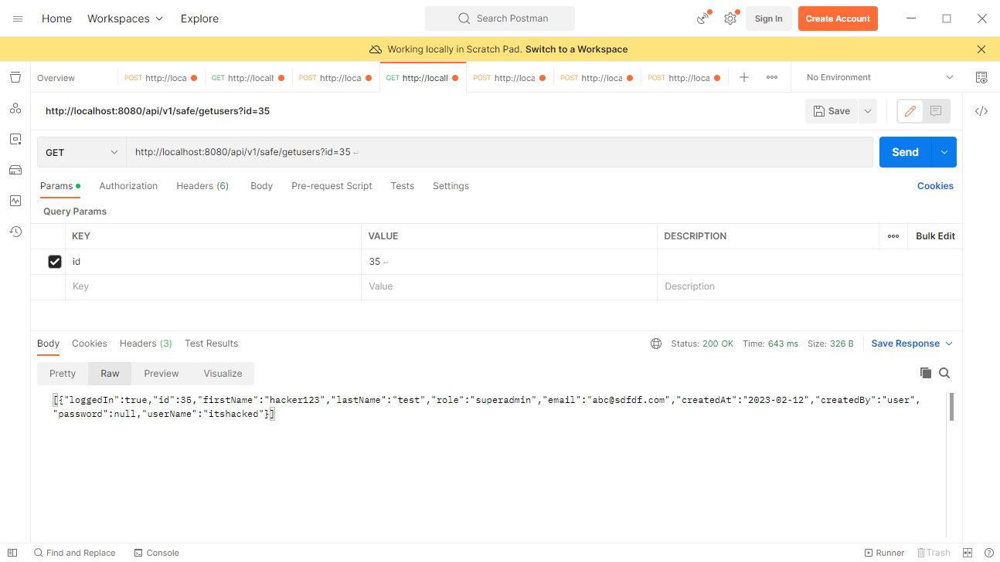 Home Workspaces Explore Search Postman Sign In Create Account
Working locally in Scratch Pad. Switch to a Workspace
Overview POST http://loca GET http://locall POST http://loca GET http://locall POST http://loca POST http://loca POST http://loca No Environment
http://localhost:8080/api/v1/safe/getusers?id=35 Save
GET http://localhost:8080/api/v1/safe/getusers?id=35 Send
Params Authorization Headers (6) Body Pre-request Script Tests Settings Cookies
Query Params
KEY VALUE DESCRIPTION Bulk Edit
id 35
Key Value Description
Body Cookies Headers (3) Test Results Status: 200 OK Time: 643 ms Size: 326 B Save Response
Pretty Raw Preview Visualize
[{"loggedIn":true,"id":35,"firstName":"hacker123","lastName":"test","role":"superadmin","email":"abc@sdfdf.com","createdAt":"2023-02-12","createdBy":"user",
"password":null,"userName":"itshacked"}]
Find and Replace Console Runner Trash